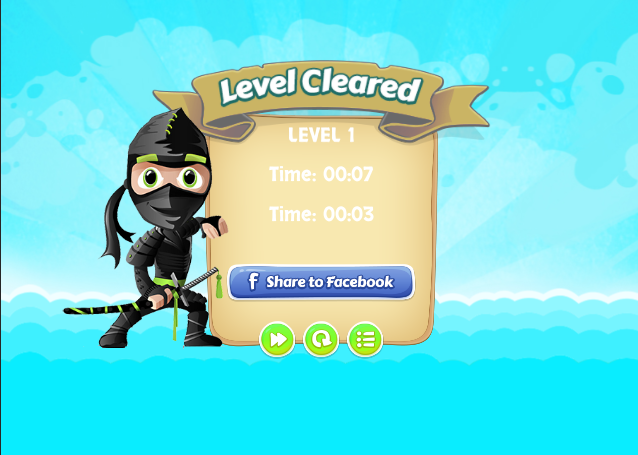 Level Cleared
LEVEL 1
Time: 00:07
Time: 00:03
f Share to Facebook